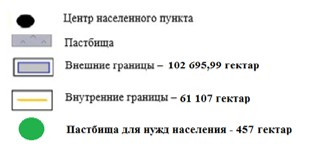 Центр населенного пункта
Пастбища
Внешние границы – 102 695,99 гектар
Внутренние границы – 61 107 гектар
Пастбища для нужд населения - 457 гектар